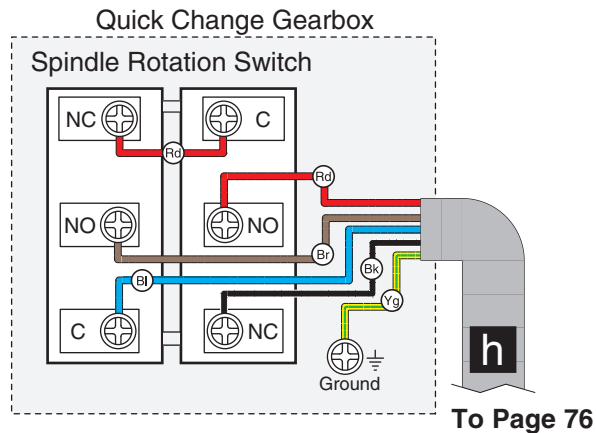 Quick Change Gearbox
Spindle Rotation Switch
NC
C
Rd
Rd
NO
NO
Br
Bl
Bk
Yg
C
NC
h
Ground
To Page 76